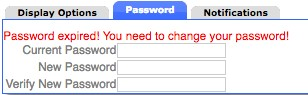 Display Options Password Notifications
Password expired! You need to change your password!
Current Password
New Password
Verify New Password